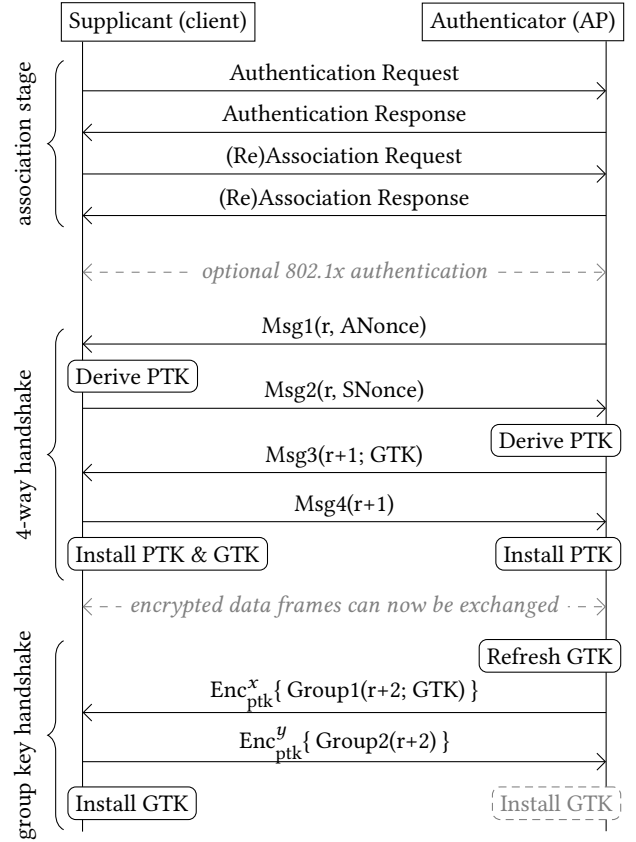 Supplicant (client)
Authenticator (AP)
association stage
Authentication Request
Authentication Response
(Re)Association Request
(Re)Association Response
optional 802.1x authentication
4-way handshake
Msg1(r, ANonce)
Derive PTK
Msg2(r, SNonce)
Derive PTK
Msg3(r+1; GTK)
Msg4(r+1)
Install PTK & GTK
Install PTK
encrypted data frames can now be exchanged
group key handshake
Refresh GTK
Enc^x_ptk{ Group1(r+2; GTK) }
Enc^y_ptk{ Group2(r+2) }
Install GTK
Install GTK